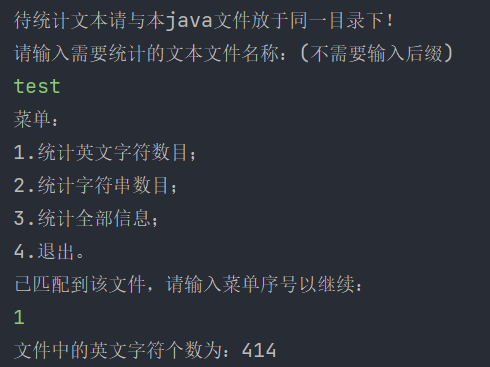 待统计文本请与本java文件放于同一目录下!
请输入需要统计的文本文件名称：(不需要输入后缀)
test
菜单：
1.统计英文字符数目；
2.统计字符串数目；
3.统计全部信息；
4.退出。
已匹配到该文件，请输入菜单序号以继续：
1
文件中的英文字符个数为：414